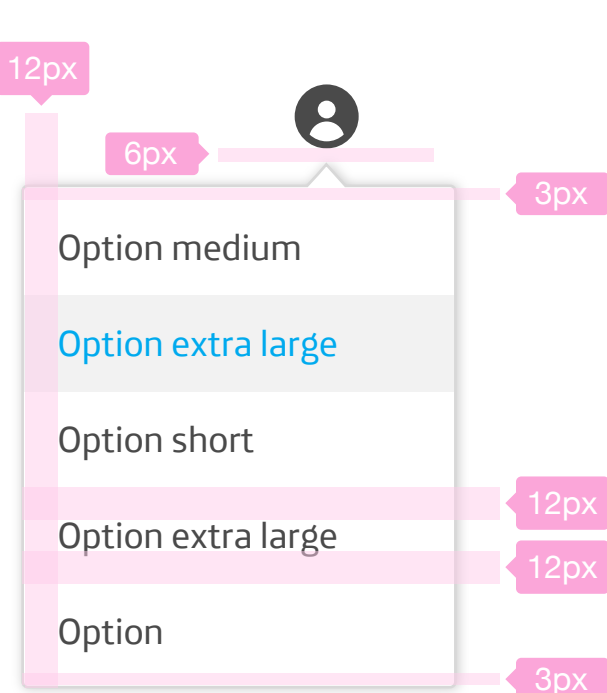 12px
6px
3px
Option medium
Option extra large
Option short
12px
Option extra large
12px
Option
3px